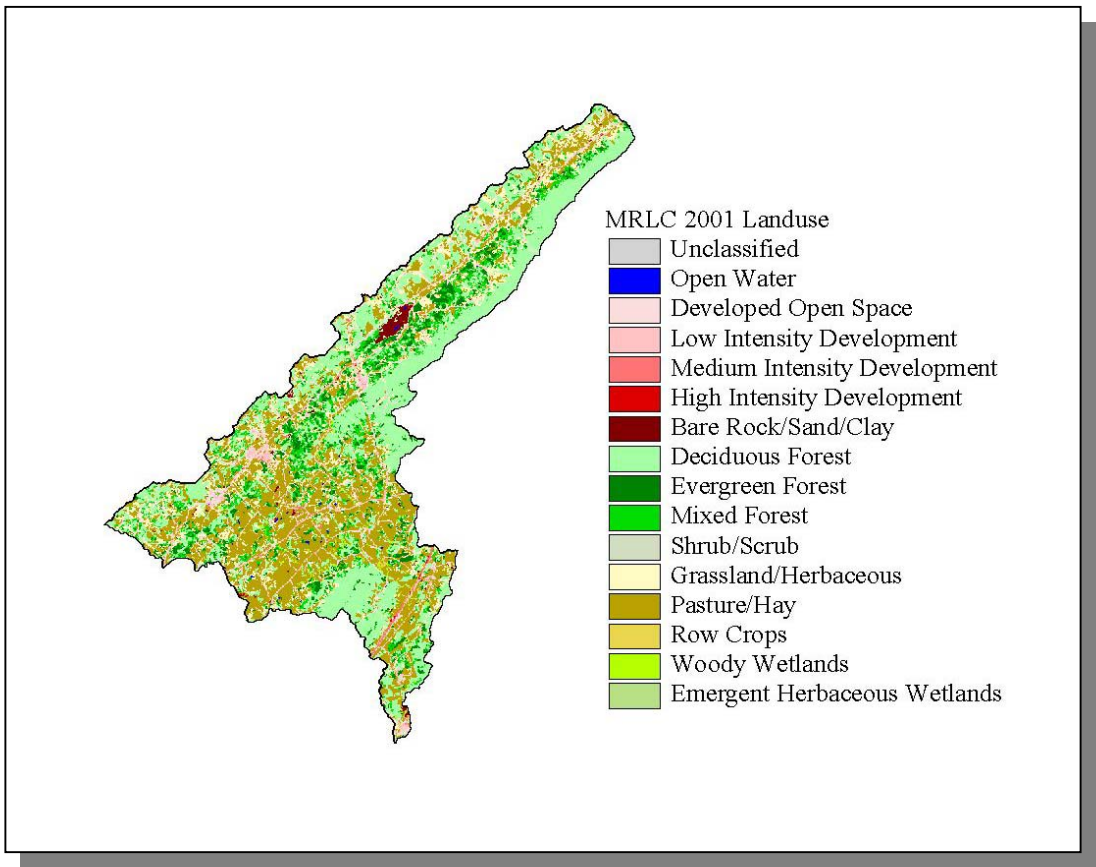 MRLC 2001 Landuse
Unclassified
Open Water
Developed Open Space
Low Intensity Development
Medium Intensity Development
High Intensity Development
Bare Rock/Sand/Clay
Deciduous Forest
Evergreen Forest
Mixed Forest
Shrub/Scrub
Grassland/Herbaceous
Pasture/Hay
Row Crops
Woody Wetlands
Emergent Herbaceous Wetlands